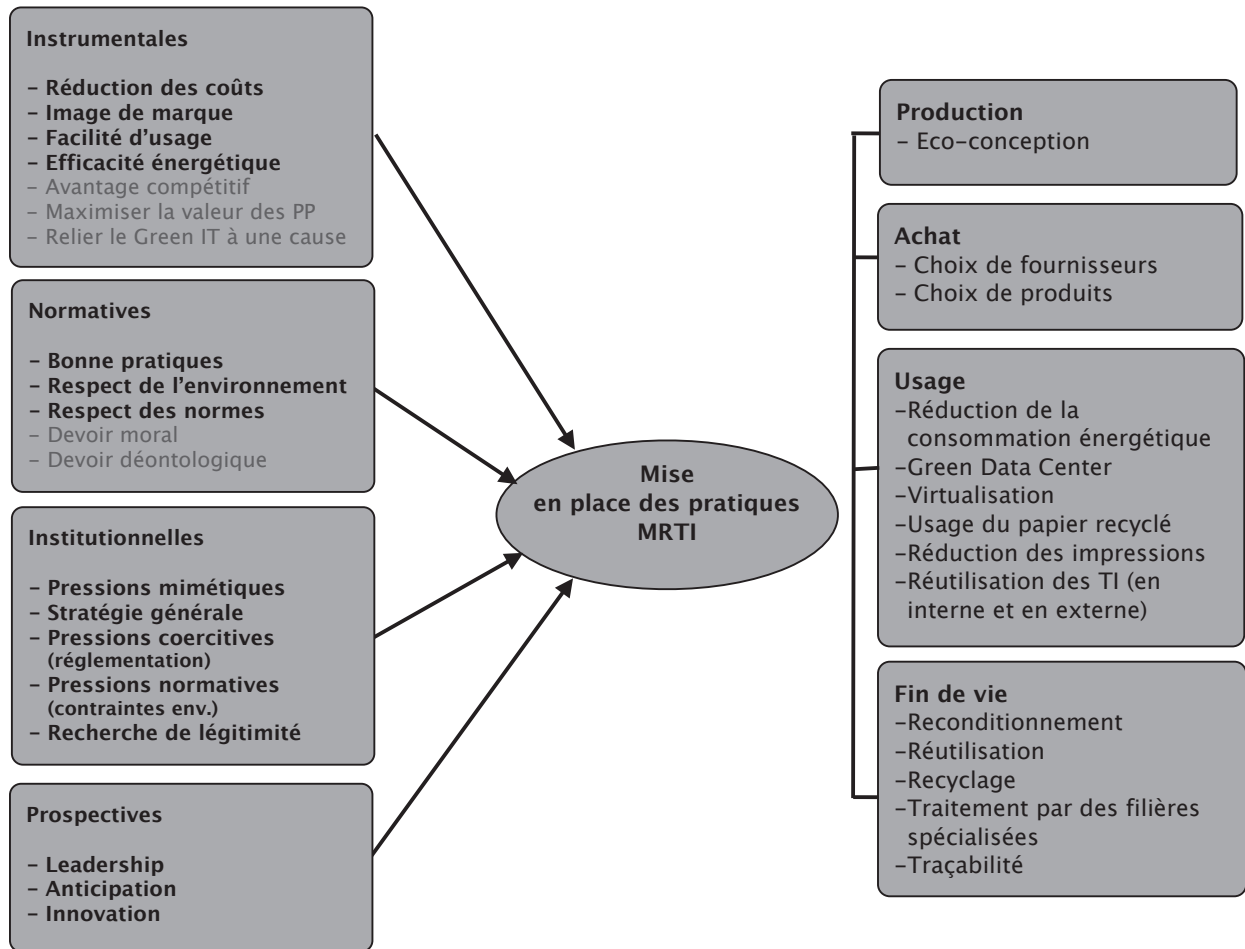 Instrumentales
– Réduction des coûts
– Image de marque
– Facilité d'usage
– Efficacité énergétique
– Avantage compétitif
– Maximiser la valeur des PP
– Relier le Green IT à une cause
Normatives
– Bonne pratiques
– Respect de l'environnement
– Respect des normes
– Devoir moral
– Devoir déontologique
Institutionnelles
– Pressions mimétiques
– Stratégie générale
– Pressions coercitives
(réglementation)
– Pressions normatives
(contraintes env.)
– Recherche de légitimité
Prospectives
– Leadership
– Anticipation
– Innovation
Mise
en place des pratiques
MRTI
Production
– Eco-conception
Achat
– Choix de fournisseurs
– Choix de produits
Usage
–Réduction de la
consommation énergétique
–Green Data Center
–Virtualisation
–Usage du papier recyclé
–Réduction des impressions
–Réutilisation des TI (en
interne et en externe)
Fin de vie
–Reconditionnement
–Réutilisation
–Recyclage
–Traitement par des filières
spécialisées
–Traçabilité